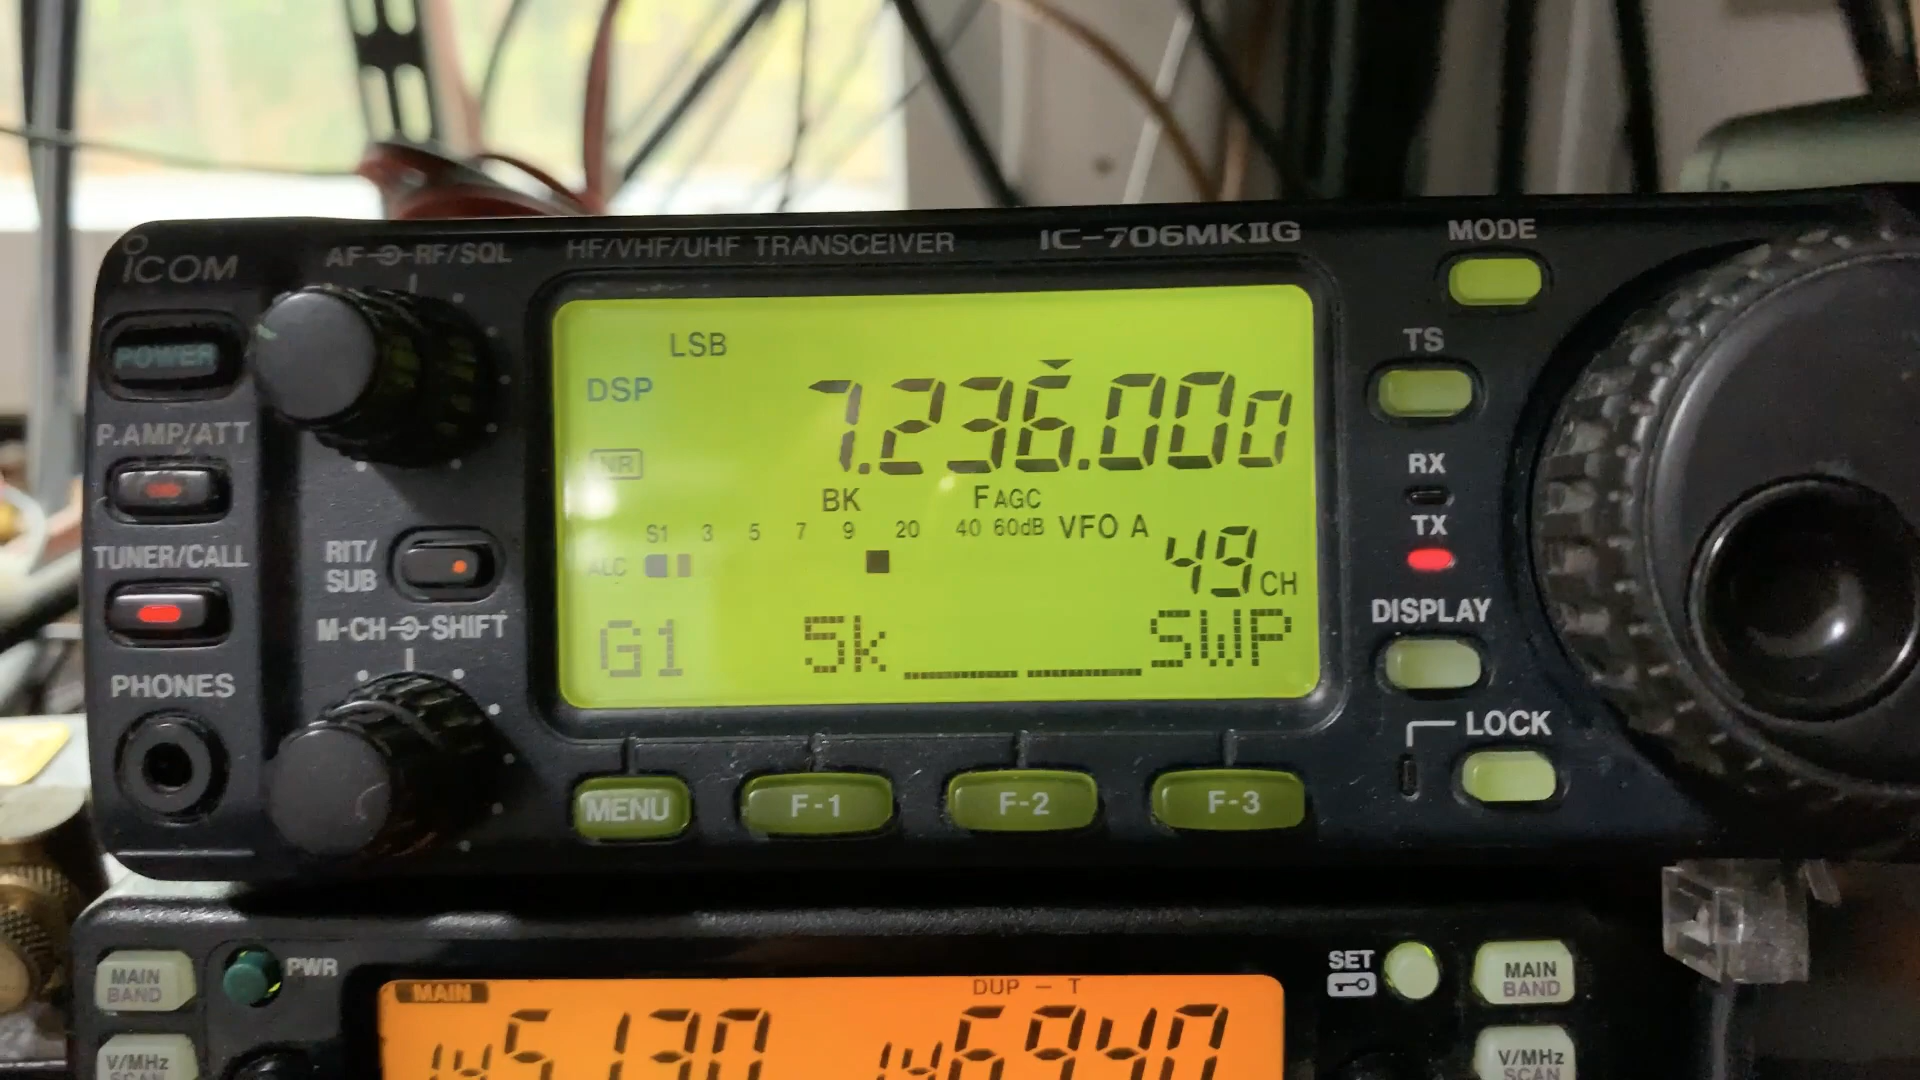 ICOM
AF RF/SQL
HF/VHF/UHF TRANSCEIVER
IC-706MKIIG
MODE
POWER
LSB
TS
DSP
7.236.000
P.AMP/ATT
NR
RX
BK
FAGC
S1 3 5 7 9 20 40 60dB VFO A
TX
TUNER/CALL
RIT/
SUB
ALC
49 CH
M-CH SHIFT
DISPLAY
G1 5k SWP
PHONES
LOCK
MENU F-1 F-2 F-3
MAIN
BAND
PWR
MAIN
DUP - T
SET
MAIN
BAND
145130 146940
V/MHz
SCAN
V/MHz
SCAN